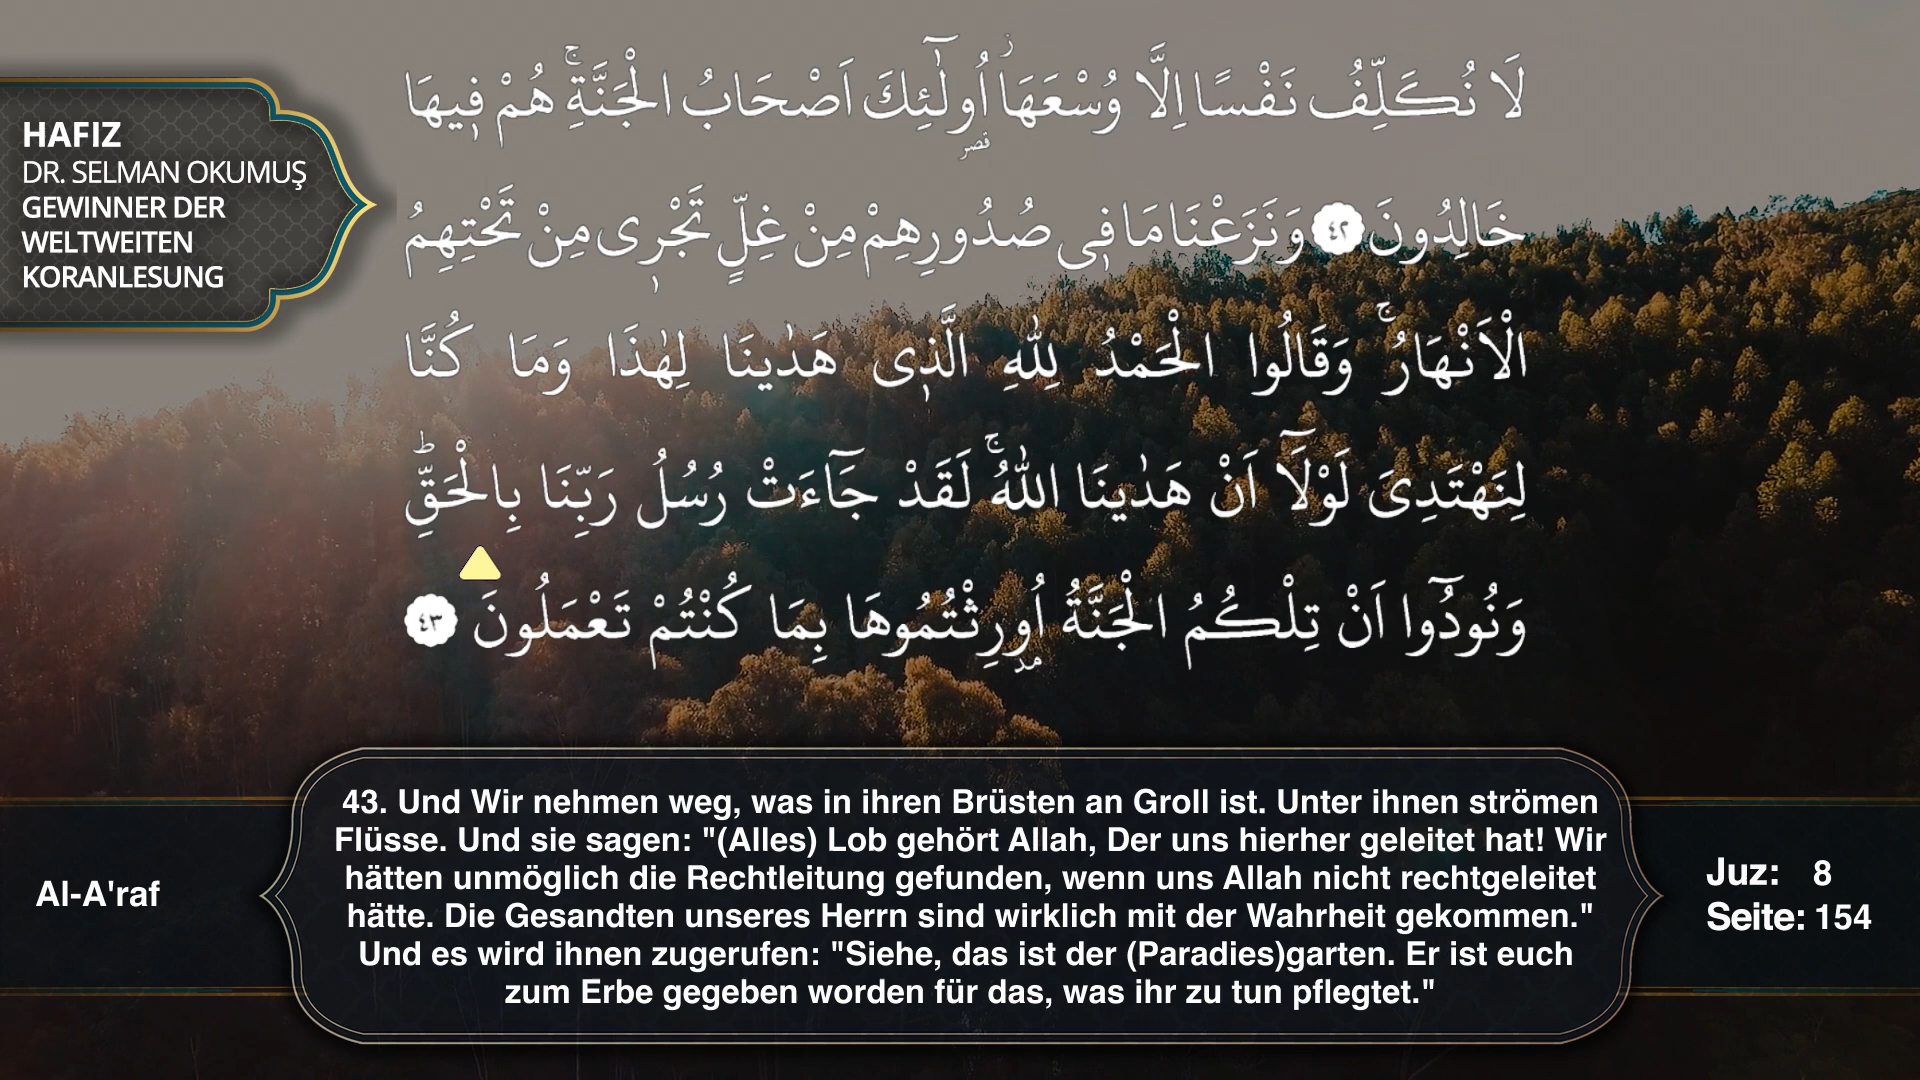 لَا نُكَلِّفُ نَفْسًا اِلَّا وُسْعَهَاۘ اُو۬لٰٓئِكَ اَصْحَابُ الْجَنَّةِۚ هُمْ ف۪يهَا
خَالِدُونَ ﴿٤٢﴾ وَنَزَعْنَا مَا ف۪ي صُدُورِهِمْ مِنْ غِلٍّ تَجْر۪ي مِنْ تَحْتِهِمُ
الْاَنْهَارُۚ وَقَالُوا الْحَمْدُ لِلّٰهِ الَّذ۪ي هَدٰينَا لِهٰذَا وَمَا كُنَّا
لِنَهْتَدِيَ لَوْلَٓا اَنْ هَدٰينَا اللّٰهُۚ لَقَدْ جَٓاءَتْ رُسُلُ رَبِّنَا بِالْحَقِّۜ
وَنُودُٓوا اَنْ تِلْكُمُ الْجَنَّةُ اُو۫رِثْتُمُوهَا بِمَا كُنْتُمْ تَعْمَلُونَ ﴿٤٣﴾
HAFIZ
DR. SELMAN OKUMUŞ
GEWINNER DER
WELTWEITEN
KORANLESUNG
43. Und Wir nehmen weg, was in ihren Brüsten an Groll ist. Unter ihnen strömen
Flüsse. Und sie sagen: "(Alles) Lob gehört Allah, Der uns hierher geleitet hat! Wir
hätten unmöglich die Rechtleitung gefunden, wenn uns Allah nicht rechtgeleitet
hätte. Die Gesandten unseres Herrn sind wirklich mit der Wahrheit gekommen."
Und es wird ihnen zugerufen: "Siehe, das ist der (Paradies)garten. Er ist euch
zum Erbe gegeben worden für das, was ihr zu tun pflegtet."
Al-A'raf
Juz: 8
Seite: 154